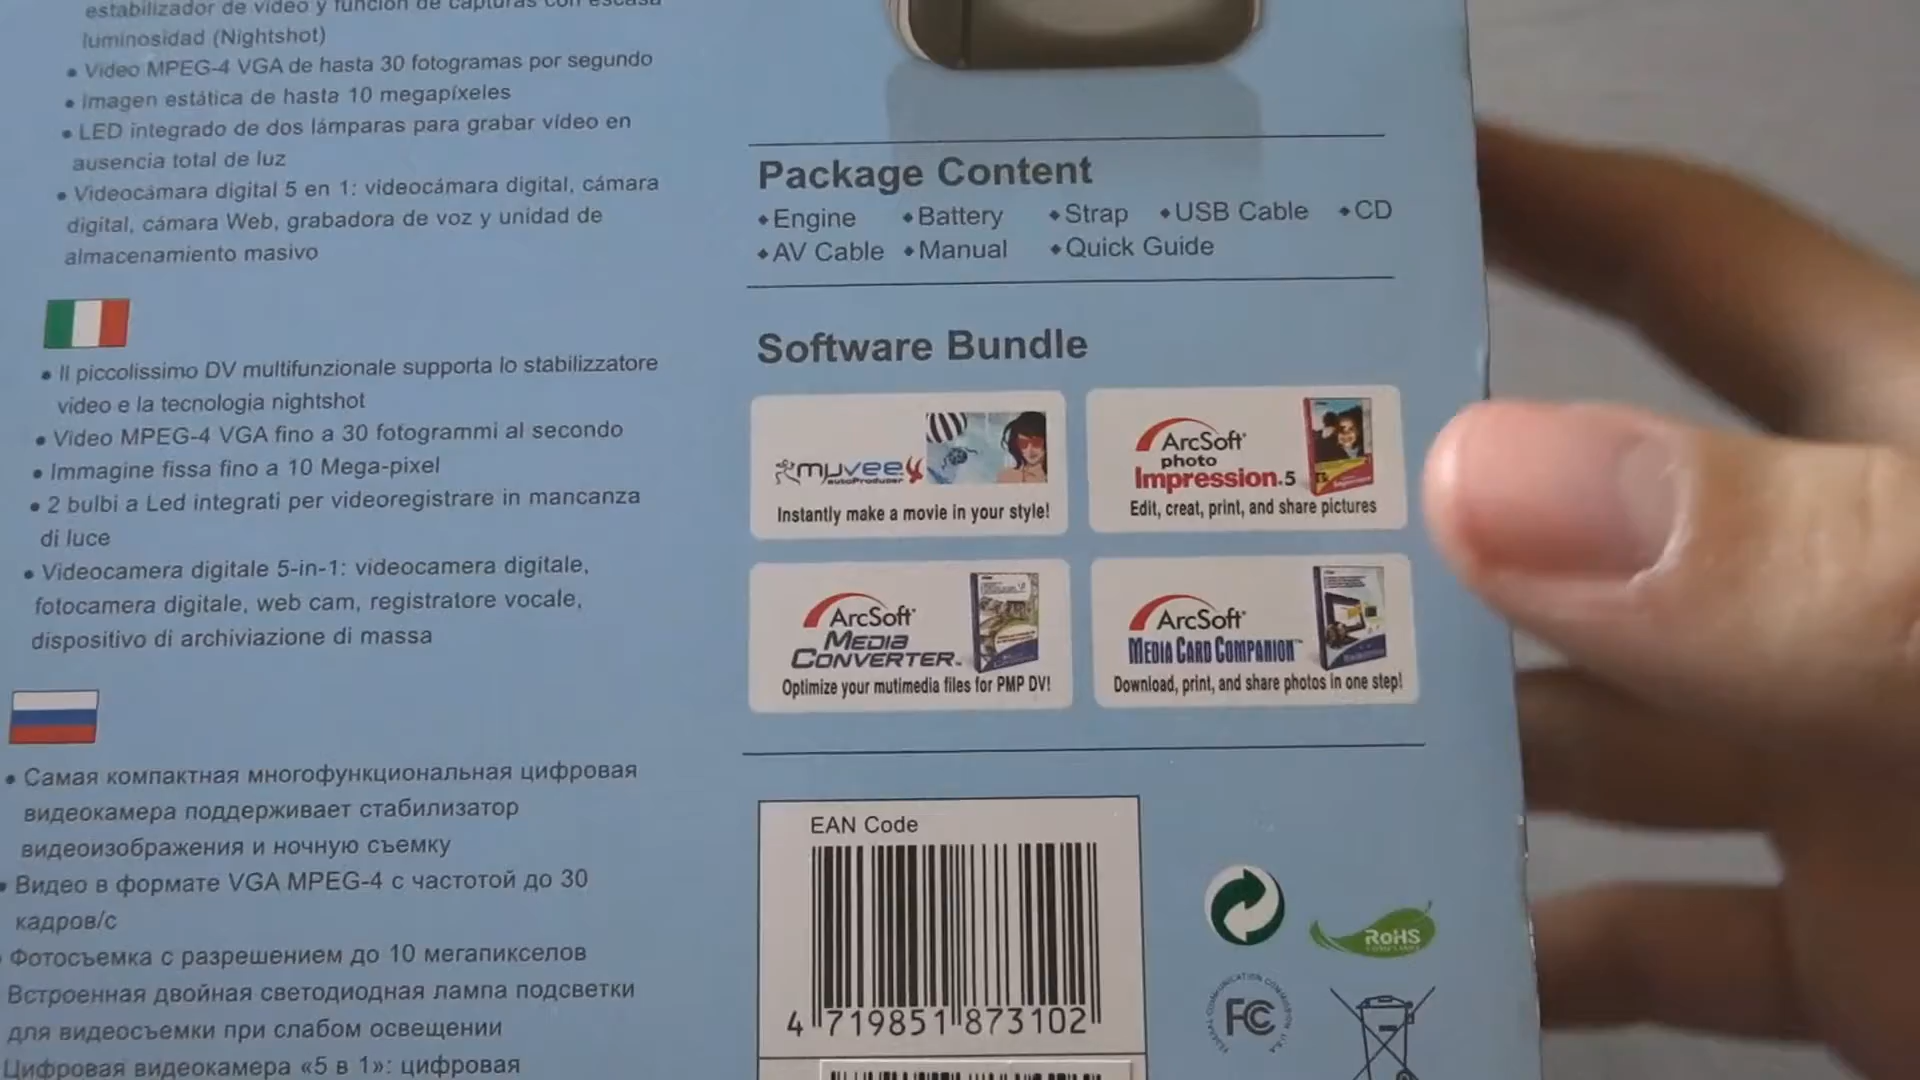 estabilizador de vídeo y función de capturas con escasa
luminosidad (Nightshot)
• Video MPEG-4 VGA de hasta 30 fotogramas por segundo
• Imagen estática de hasta 10 megapíxeles
• LED integrado de dos lámparas para grabar vídeo en
ausencia total de luz
• Videocámara digital 5 en 1: videocámara digital, cámara
digital, cámara Web, grabadora de voz y unidad de
almacenamiento masivo
• Il piccolissimo DV multifunzionale supporta lo stabilizzatore
video e la tecnologia nightshot
• Video MPEG-4 VGA fino a 30 fotogrammi al secondo
• Immagine fissa fino a 10 Mega-pixel
• 2 bulbi a Led integrati per videoregistrare in mancanza
di luce
• Videocamera digitale 5-in-1: videocamera digitale,
fotocamera digitale, web cam, registratore vocale,
dispositivo di archiviazione di massa
• Самая компактная многофункциональная цифровая
видеокамера поддерживает стабилизатор
видеоизображения и ночную съемку
• Видео в формате VGA MPEG-4 с частотой до 30
кадров/с
Фотосъемка с разрешением до 10 мегапикселов
Встроенная двойная светодиодная лампа подсветки
для видеосъемки при слабом освещении
Цифровая видеокамера «5 в 1»: цифровая
Package Content
• Engine • Battery • Strap • USB Cable • CD
• AV Cable • Manual • Quick Guide
Software Bundle
muvee 4
autoProducer
Instantly make a movie in your style!
ArcSoft
photo
Impression.5
Edit, creat, print, and share pictures
ArcSoft
MEDIA
CONVERTER™
Optimize your mutimedia files for PMP DV!
ArcSoft
MEDIA CARD COMPANION™
Download, print, and share photos in one step!
EAN Code
4 719851 873102
RoHS
FC